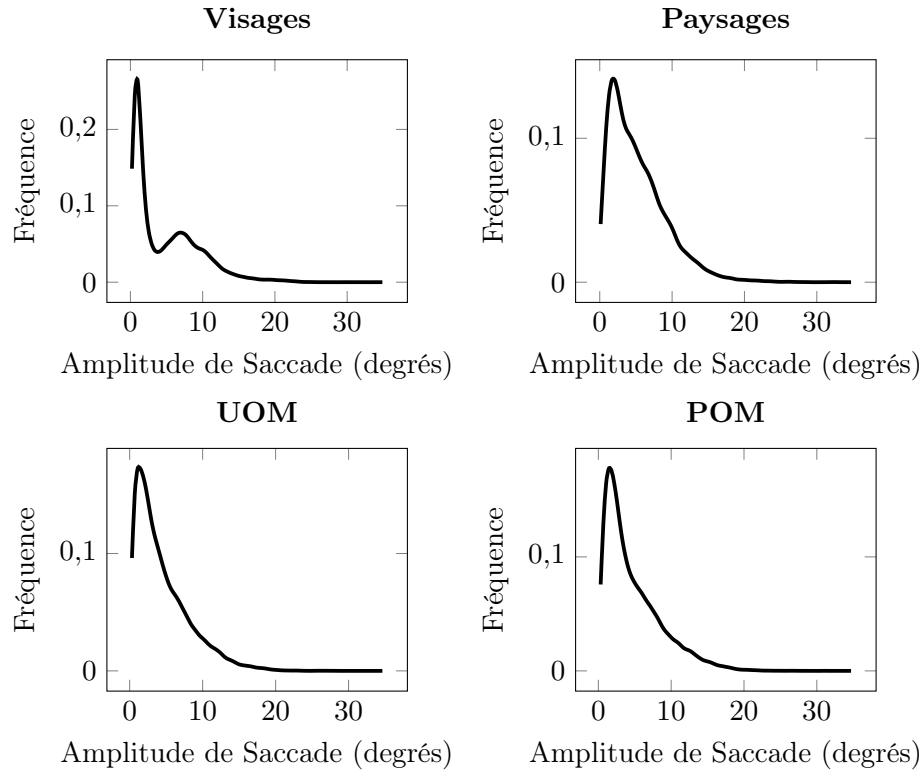 Visages
Fréquence
0,2
0,1
0
0 10 20 30
Amplitude de Saccade (degrés)
Paysages
Fréquence
0,1
0
0 10 20 30
Amplitude de Saccade (degrés)
UOM
Fréquence
0,1
0
0 10 20 30
Amplitude de Saccade (degrés)
POM
Fréquence
0,1
0
0 10 20 30
Amplitude de Saccade (degrés)